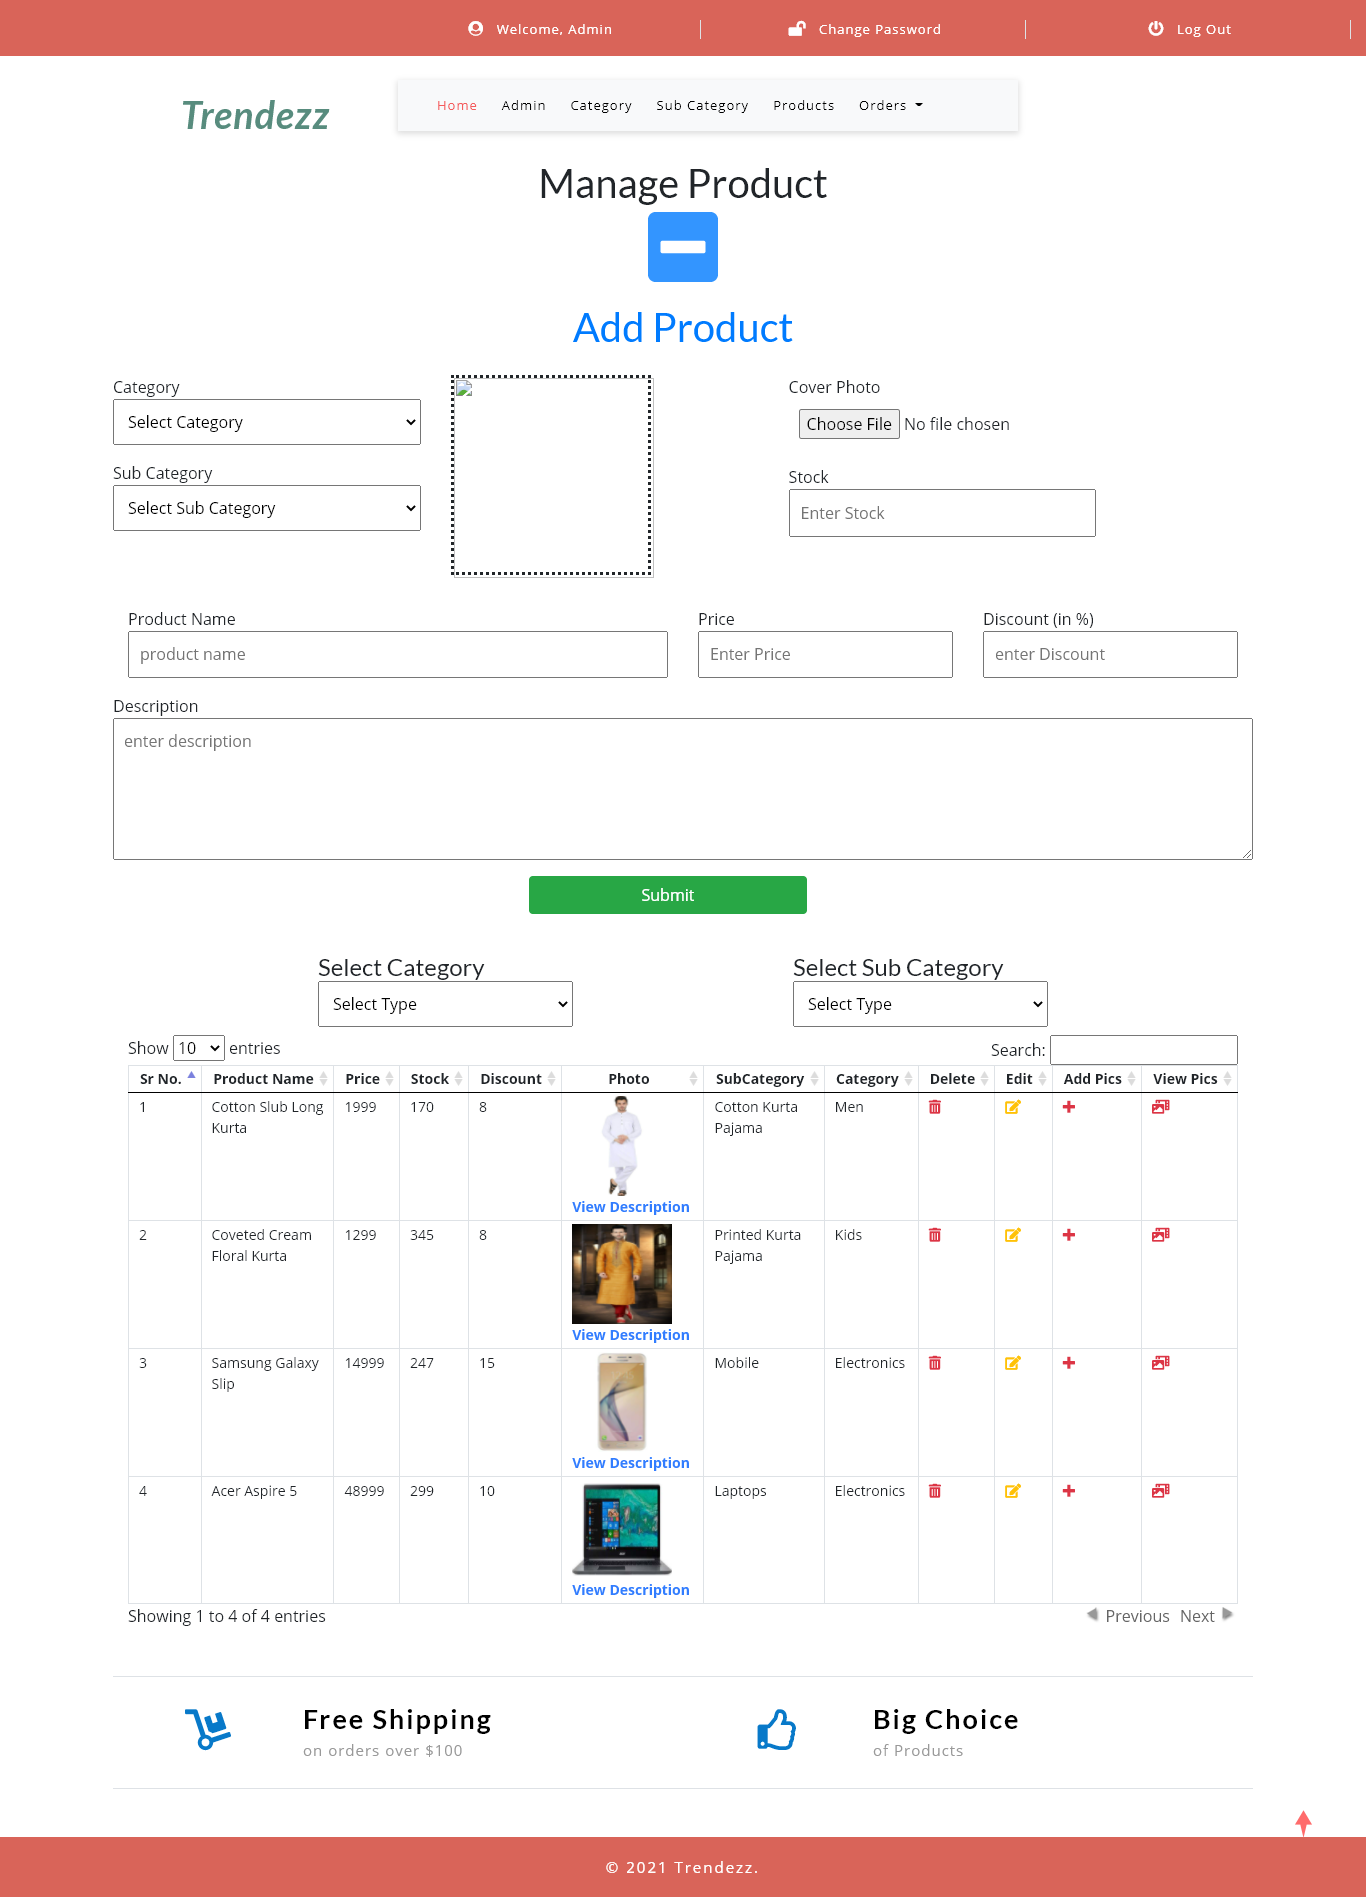 Welcome, Admin
Change Password
Log Out
Trendezz
Home Admin Category Sub Category Products Orders
Manage Product
Add Product
Category
Select Category
Sub Category
Select Sub Category
Cover Photo
Choose File No file chosen
Stock
Enter Stock
Product Name
product name
Price
Enter Price
Discount (in %)
enter Discount
Description
enter description
Submit
Select Category
Select Type
Select Sub Category
Select Type
Show 10 entries
Search:
Sr No. Product Name Price Stock Discount Photo SubCategory Category Delete Edit Add Pics View Pics
1 Cotton Slub Long 1999 170 8 Cotton Kurta Men
Kurta Pajama
View Description
2 Coveted Cream 1299 345 8 Printed Kurta Kids
Floral Kurta Pajama
View Description
3 Samsung Galaxy 14999 247 15 Mobile Electronics
Slip
View Description
4 Acer Aspire 5 48999 299 10 Laptops Electronics
View Description
Showing 1 to 4 of 4 entries
Previous Next
Free Shipping
on orders over $100
Big Choice
of Products
© 2021 Trendezz.